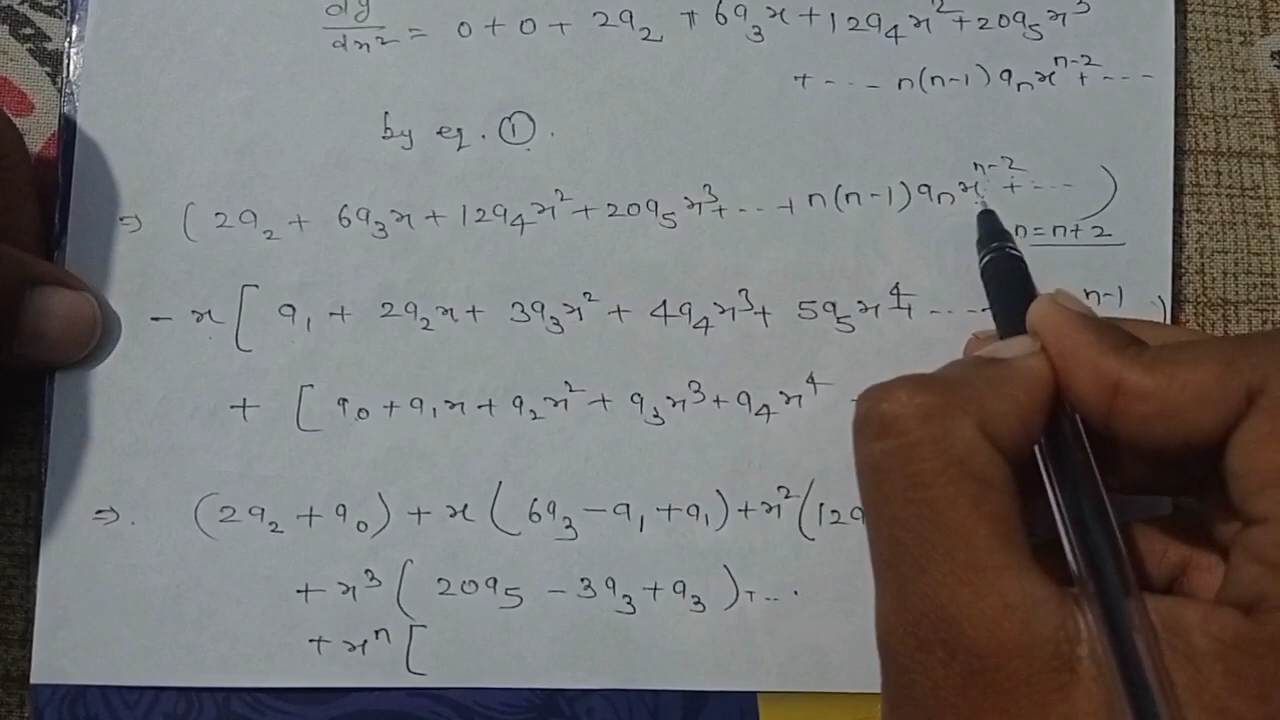 dy/dx² = 0 + 0 + 2a₂ + 6a₃x + 12a₄x² + 20a₅x³
+ --- n(n-1) aₙxⁿ⁻² + ---
by eq. ①.
⇒ (2a₂ + 6a₃x + 12a₄x² + 20a₅x³ + -- + n(n-1)aₙxⁿ⁻² + --- )
n = n+2
- x [ a₁ + 2a₂x + 3a₃x² + 4a₄x³ + 5a₅x⁴ + ---- n-1 )
+ [ a₀ + a₁x + a₂x² + a₃x³ + a₄x⁴
⇒. (2a₂ + a₀) + x ( 6a₃ - a₁ + a₁) + x² (12a
+ x³ ( 20a₅ - 3a₃ + a₃ ) + ...
+ xⁿ [